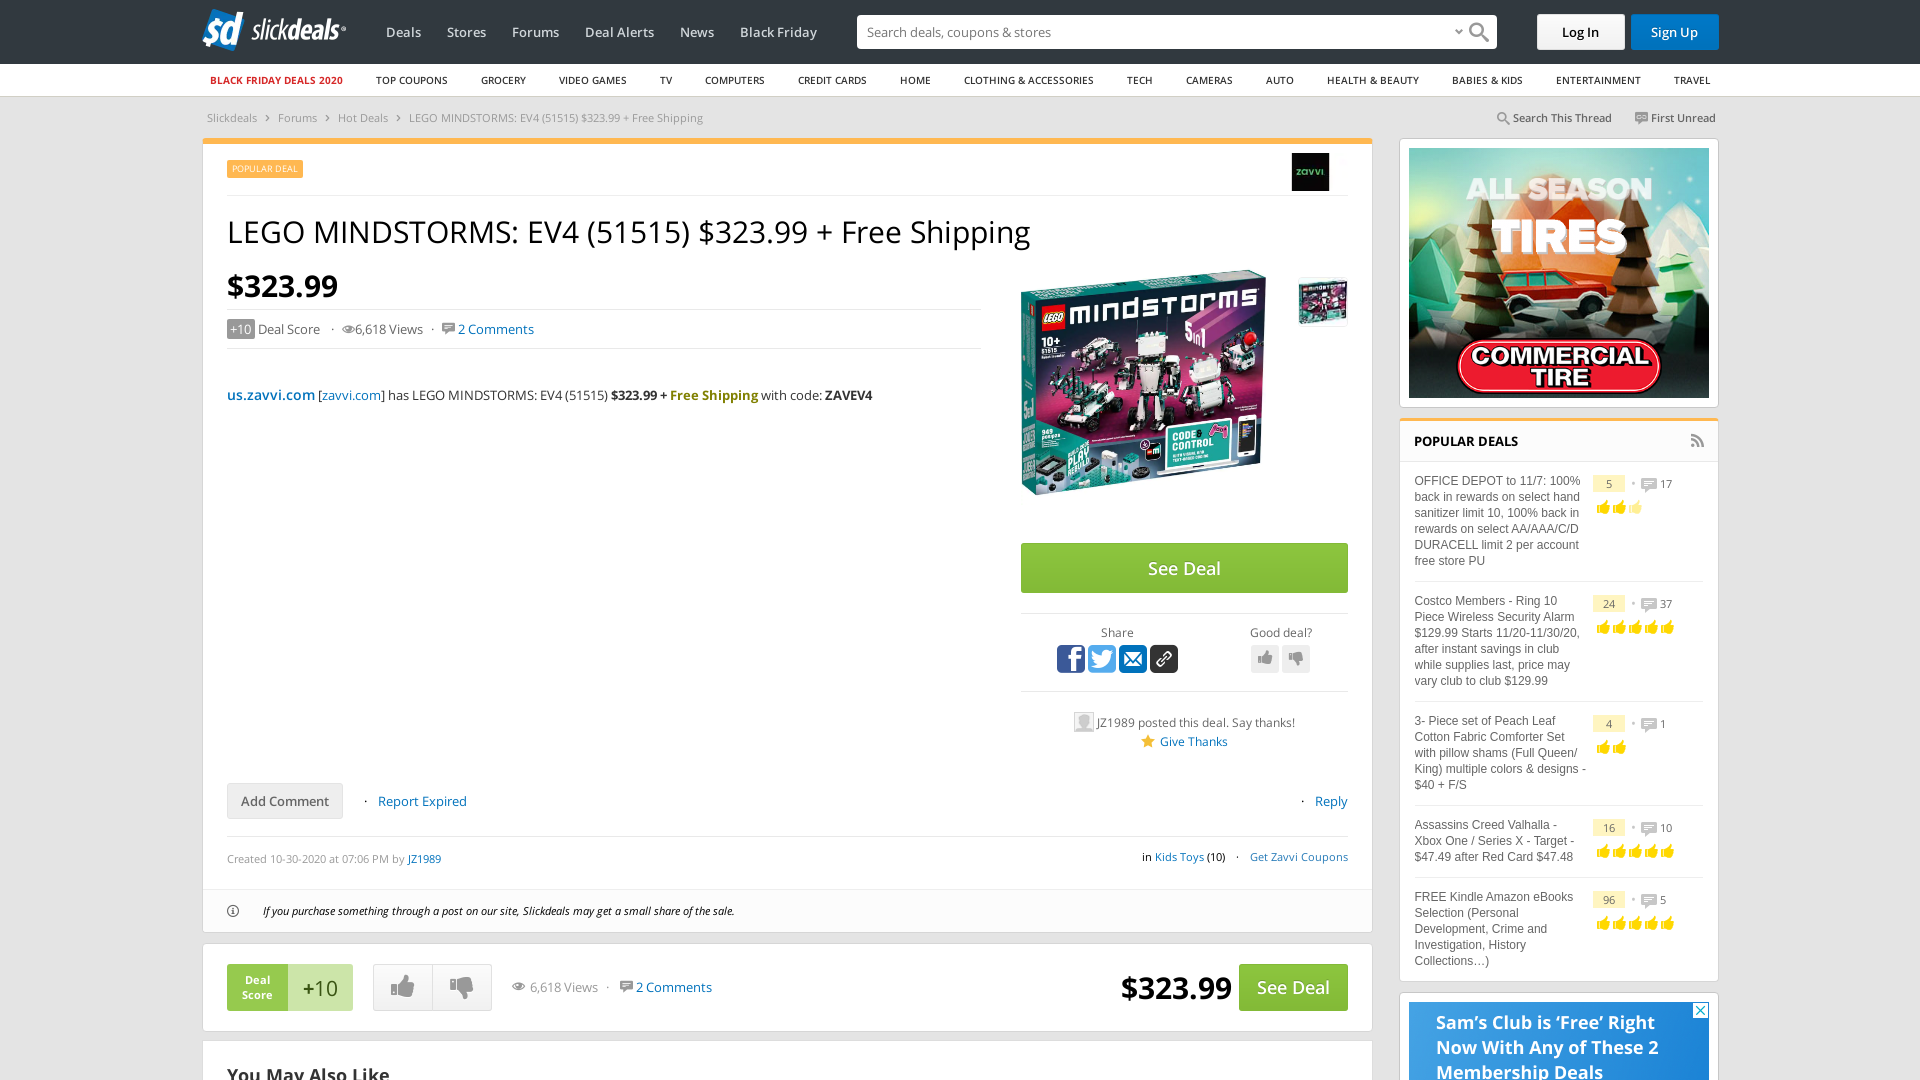 slickdeals
Deals
Stores
Forums
Deal Alerts
News
Black Friday
Search deals, coupons & stores
Log In
Sign Up
BLACK FRIDAY DEALS 2020
TOP COUPONS
GROCERY
VIDEO GAMES
TV
COMPUTERS
CREDIT CARDS
HOME
CLOTHING & ACCESSORIES
TECH
CAMERAS
AUTO
HEALTH & BEAUTY
BABIES & KIDS
ENTERTAINMENT
TRAVEL
Slickdeals › Forums › Hot Deals › LEGO MINDSTORMS: EV4 (51515) $323.99 + Free Shipping
Search This Thread
First Unread
POPULAR DEAL
zavvi
LEGO MINDSTORMS: EV4 (51515) $323.99 + Free Shipping
$323.99
+10 Deal Score · 6,618 Views · 2 Comments
us.zavvi.com [zavvi.com] has LEGO MINDSTORMS: EV4 (51515) $323.99 + Free Shipping with code: ZAVEV4
LEGO
MINDSTORMS
10+
51515
5in1
CODE
CONTROL
BUILD
PLAY
REBUILD
See Deal
Share
Good deal?
JZ1989 posted this deal. Say thanks!
Give Thanks
Add Comment
· Report Expired
· Reply
Created 10-30-2020 at 07:06 PM by JZ1989
in Kids Toys (10) · Get Zavvi Coupons
If you purchase something through a post on our site, Slickdeals may get a small share of the sale.
Deal
Score
+10
6,618 Views · 2 Comments
$323.99
See Deal
You May Also Like
ALL SEASON
TIRES
COMMERCIAL
TIRE
POPULAR DEALS
OFFICE DEPOT to 11/7: 100%
back in rewards on select hand
sanitizer limit 10, 100% back in
rewards on select AA/AAA/C/D
DURACELL limit 2 per account
free store PU
5 • 17
Costco Members - Ring 10
Piece Wireless Security Alarm
$129.99 Starts 11/20-11/30/20,
after instant savings in club
while supplies last, price may
vary club to club $129.99
24 • 37
3- Piece set of Peach Leaf
Cotton Fabric Comforter Set
with pillow shams (Full Queen/
King) multiple colors & designs -
$40 + F/S
4 • 1
Assassins Creed Valhalla -
Xbox One / Series X - Target -
$47.49 after Red Card $47.48
16 • 10
FREE Kindle Amazon eBooks
Selection (Personal
Development, Crime and
Investigation, History
Collections…)
96 • 5
Sam's Club is ‘Free’ Right
Now With Any of These 2
Membership Deals